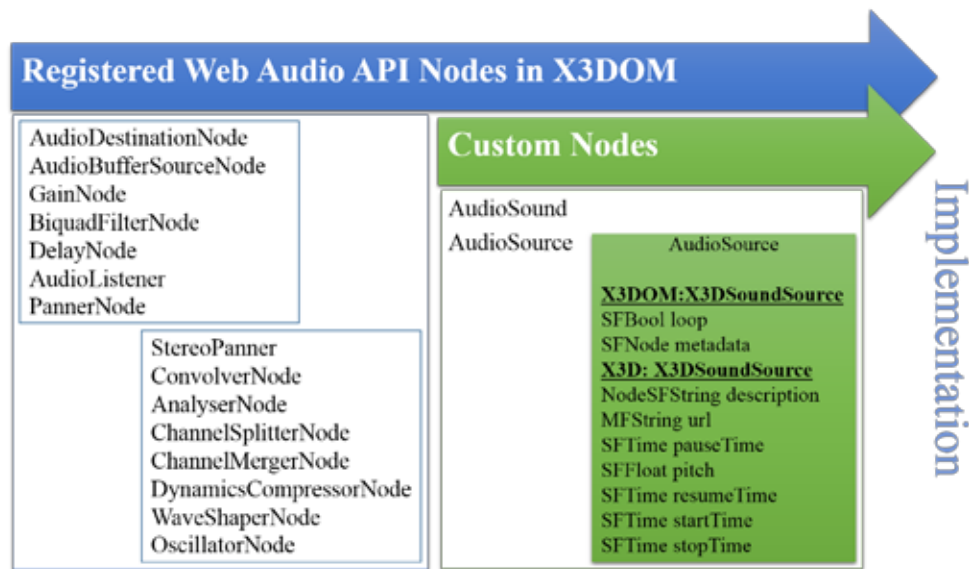 Registered Web Audio API Nodes in X3DOM
AudioDestinationNode
AudioBufferSourceNode
GainNode
BiquadFilterNode
DelayNode
AudioListener
PannerNode
StereoPanner
ConvolverNode
AnalyserNode
ChannelSplitterNode
ChannelMergerNode
DynamicsCompressorNode
WaveShaperNode
OscillatorNode
Custom Nodes
AudioSound
AudioSource
AudioSource
X3DOM:X3DSoundSource
SFBool loop
SFNode metadata
X3D: X3DSoundSource
NodeSFString description
MFString url
SFTime pauseTime
SFFloat pitch
SFTime resumeTime
SFTime startTime
SFTime stopTime
Implementation